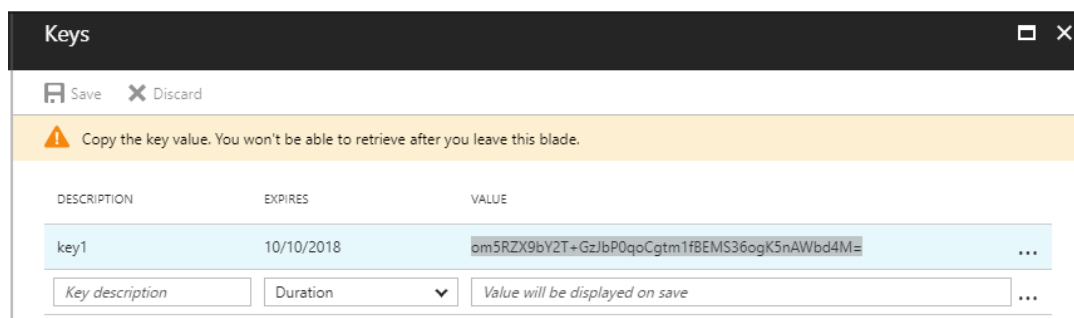 Keys
Save Discard
Copy the key value. You won't be able to retrieve after you leave this blade.
DESCRIPTION EXPIRES VALUE
key1 10/10/2018 om5RZX9bY2T+GzJbP0qoCgtm1fBEMS36ogK5nAWbd4M= ...
Key description Duration Value will be displayed on save ...